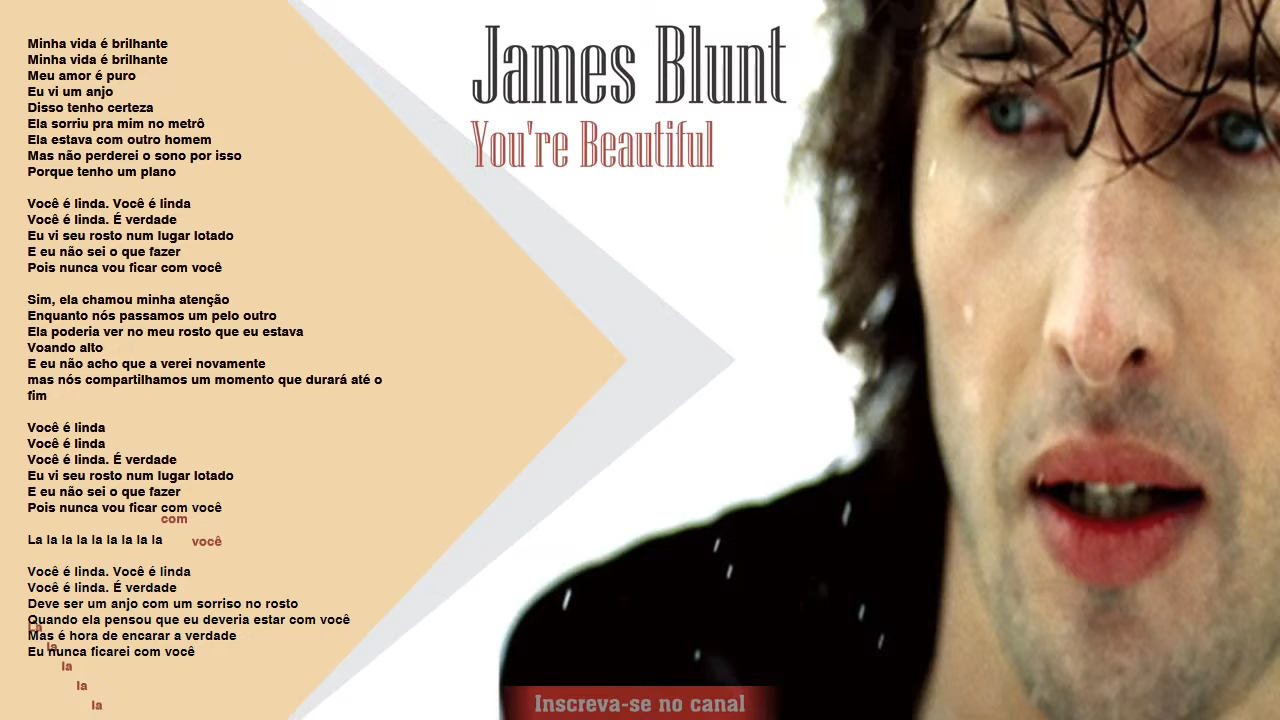 Minha vida é brilhante
Minha vida é brilhante
Meu amor é puro
Eu vi um anjo
Disso tenho certeza
Ela sorriu pra mim no metrô
Ela estava com outro homem
Mas não perderei o sono por isso
Porque tenho um plano
Você é linda. Você é linda
Você é linda. É verdade
Eu vi seu rosto num lugar lotado
E eu não sei o que fazer
Pois nunca vou ficar com você
Sim, ela chamou minha atenção
Enquanto nós passamos um pelo outro
Ela poderia ver no meu rosto que eu estava
Voando alto
E eu não acho que a verei novamente
mas nós compartilhamos um momento que durará até o
fim
Você é linda
Você é linda
Você é linda. É verdade
Eu vi seu rosto num lugar lotado
E eu não sei o que fazer
Pois nunca vou ficar com você
com
La la la la la la la la la
você
Você é linda. Você é linda
Você é linda. É verdade
Deve ser um anjo com um sorriso no rosto
Quando ela pensou que eu deveria estar com você
La
Mas é hora de encarar a verdade
la
Eu nunca ficarei com você
la
la
la
James Blunt
You're Beautiful
Inscreva-se no canal